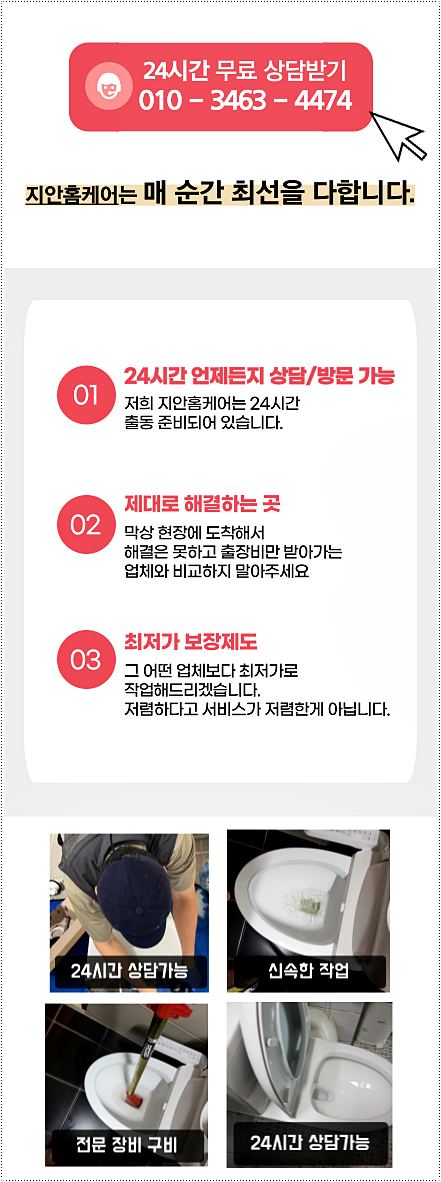 24시간 무료 상담받기
010 - 3463 - 4474
지안홈케어는 매 순간 최선을 다합니다.
01
24시간 언제든지 상담/방문 가능
저희 지안홈케어는 24시간
출동 준비되어 있습니다.
02
제대로 해결하는 곳
막상 현장에 도착해서
해결은 못하고 출장비만 받아가는
업체와 비교하지 말아주세요
03
최저가 보장제도
그 어떤 업체보다 최저가로
작업해드리겠습니다.
저렴하다고 서비스가 저렴한게 아닙니다.
24시간 상담가능
신속한 작업
전문 장비 구비
24시간 상담가능